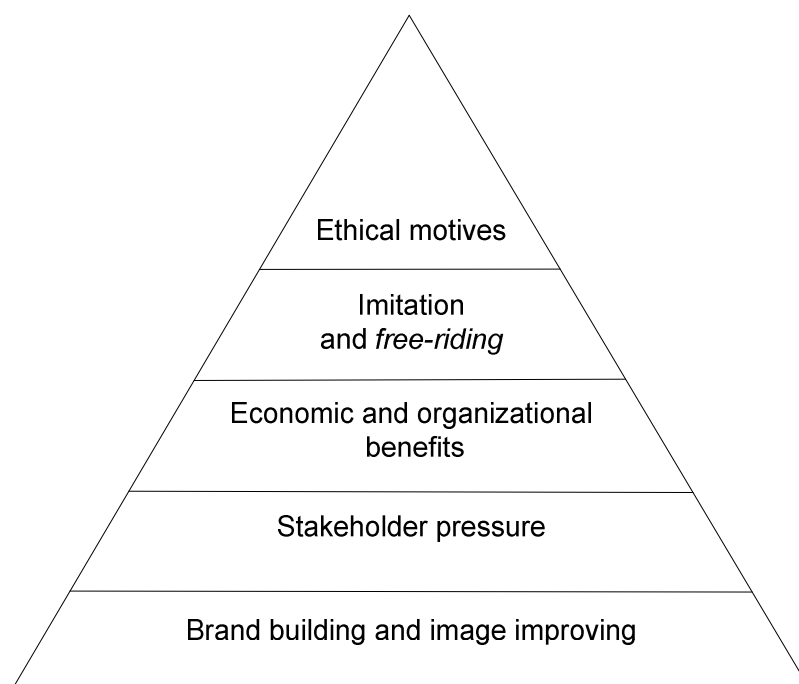 Ethical motives
Imitation
and free-riding
Economic and organizational
benefits
Stakeholder pressure
Brand building and image improving